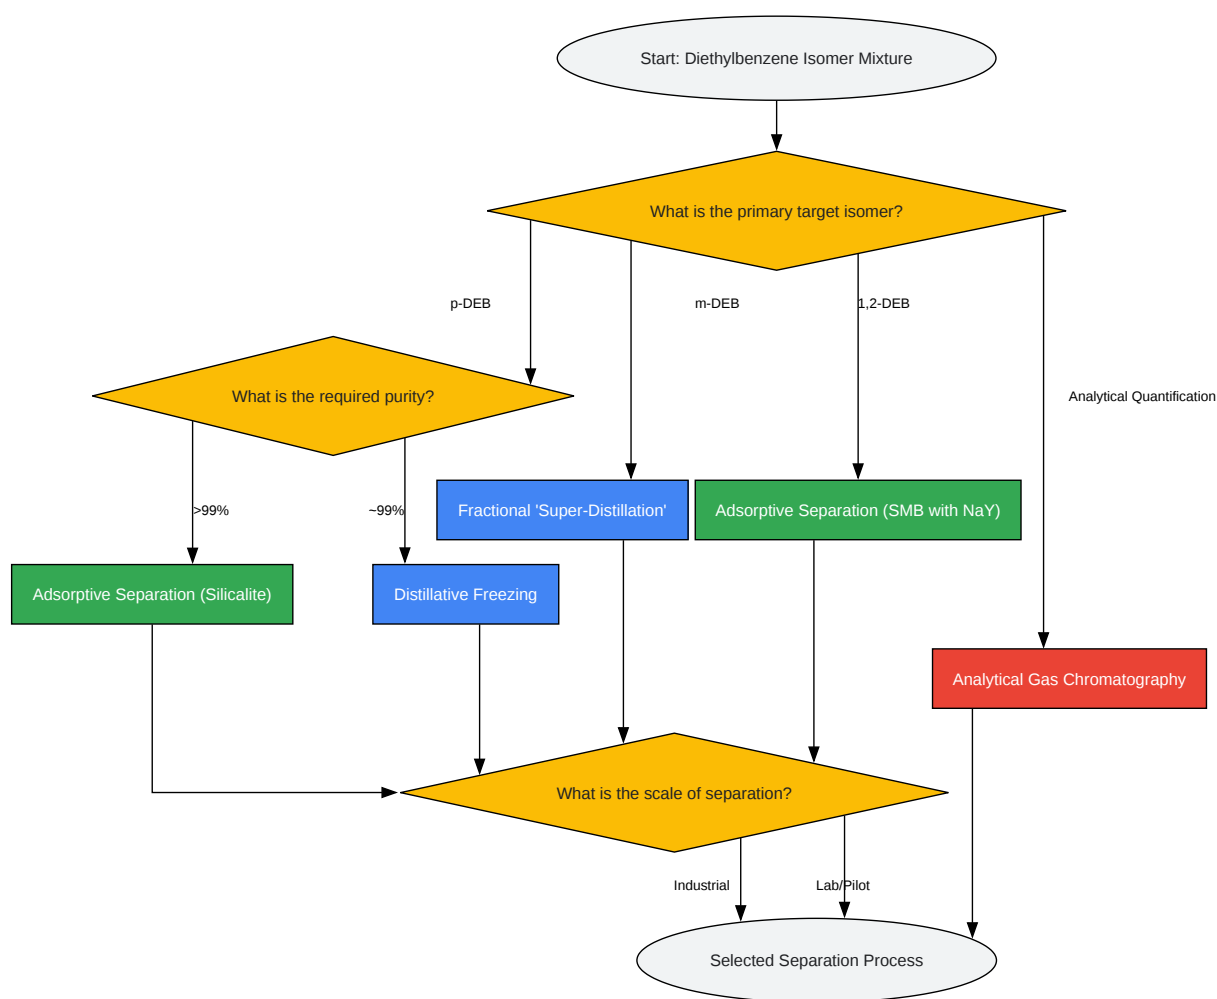 Start: Diethylbenzene Isomer Mixture
What is the primary target isomer?
p-DEB
m-DEB
1,2-DEB
What is the required purity?
Analytical Quantification
>99%
~99%
Fractional 'Super-Distillation'
Adsorptive Separation (SMB with NaY)
Adsorptive Separation (Silicalite)
Distillative Freezing
Analytical Gas Chromatography
What is the scale of separation?
Industrial
Lab/Pilot
Selected Separation Process